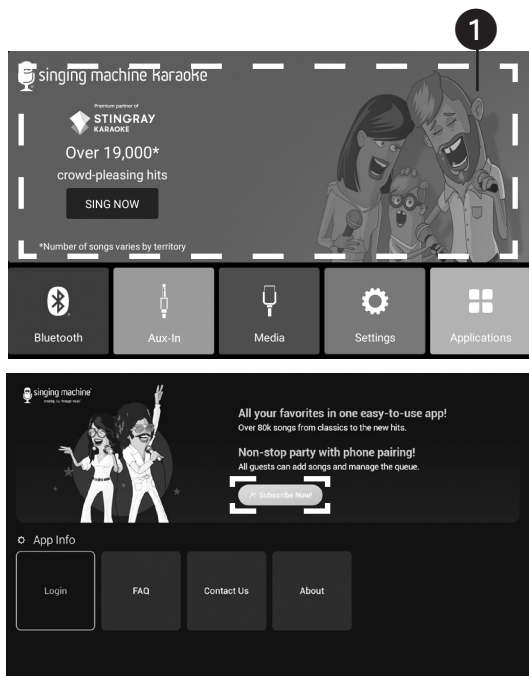 1
singing machine Karaoke
Premium partner of
STINGRAY
KARAOKE
Over 19,000*
crowd-pleasing hits
SING NOW
*Number of songs varies by territory
Bluetooth
Aux-In
Media
Settings
Applications
singing machine
All your favorites in one easy-to-use app!
Over 80k songs from classics to the new hits.
Non-stop party with phone pairing!
All guests can add songs and manage the queue.
Subscribe Now!
App Info
Login
FAQ
Contact Us
About